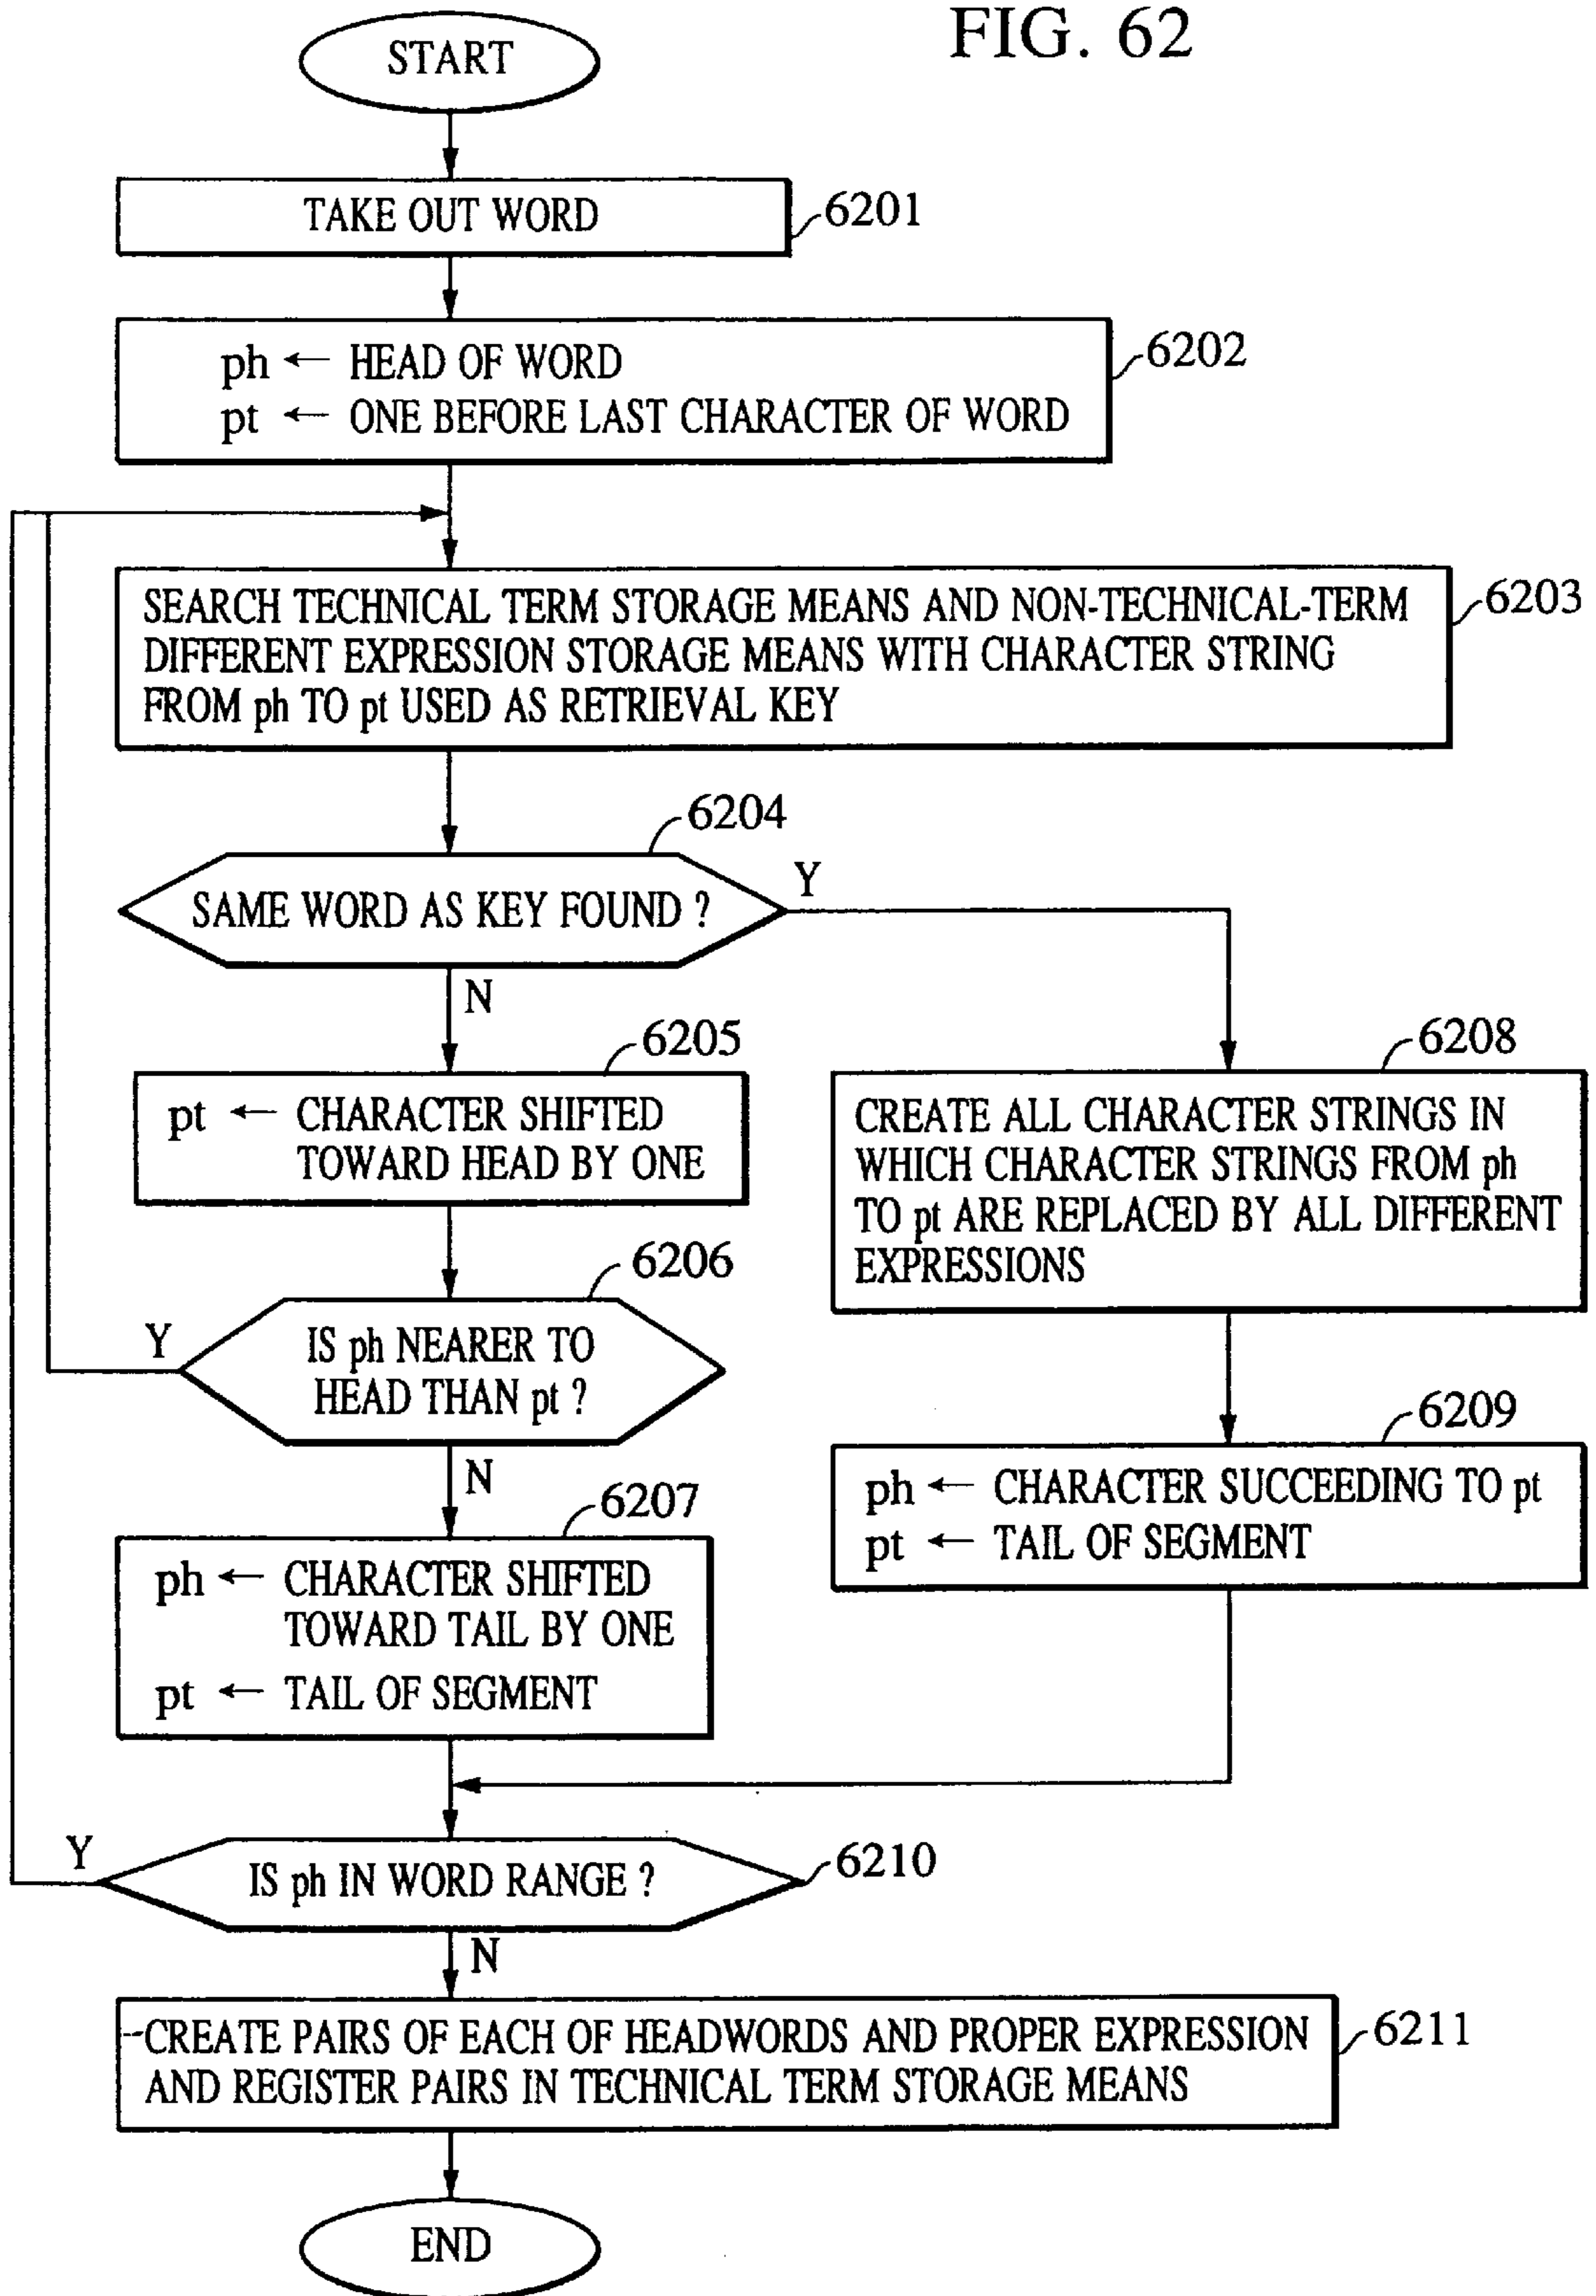 FIG. 62
START
TAKE OUT WORD
6201
ph ← HEAD OF WORD
pt ← ONE BEFORE LAST CHARACTER OF WORD
6202
SEARCH TECHNICAL TERM STORAGE MEANS AND NON-TECHNICAL-TERM
DIFFERENT EXPRESSION STORAGE MEANS WITH CHARACTER STRING
FROM ph TO pt USED AS RETRIEVAL KEY
6203
6204
SAME WORD AS KEY FOUND ?
Y
N
6205
pt ← CHARACTER SHIFTED
TOWARD HEAD BY ONE
6208
CREATE ALL CHARACTER STRINGS IN
WHICH CHARACTER STRINGS FROM ph
TO pt ARE REPLACED BY ALL DIFFERENT
EXPRESSIONS
6206
Y
IS ph NEARER TO
HEAD THAN pt ?
N
6209
ph ← CHARACTER SUCCEEDING TO pt
pt ← TAIL OF SEGMENT
6207
ph ← CHARACTER SHIFTED
TOWARD TAIL BY ONE
pt ← TAIL OF SEGMENT
Y
IS ph IN WORD RANGE ?
6210
N
CREATE PAIRS OF EACH OF HEADWORDS AND PROPER EXPRESSION
AND REGISTER PAIRS IN TECHNICAL TERM STORAGE MEANS
6211
END